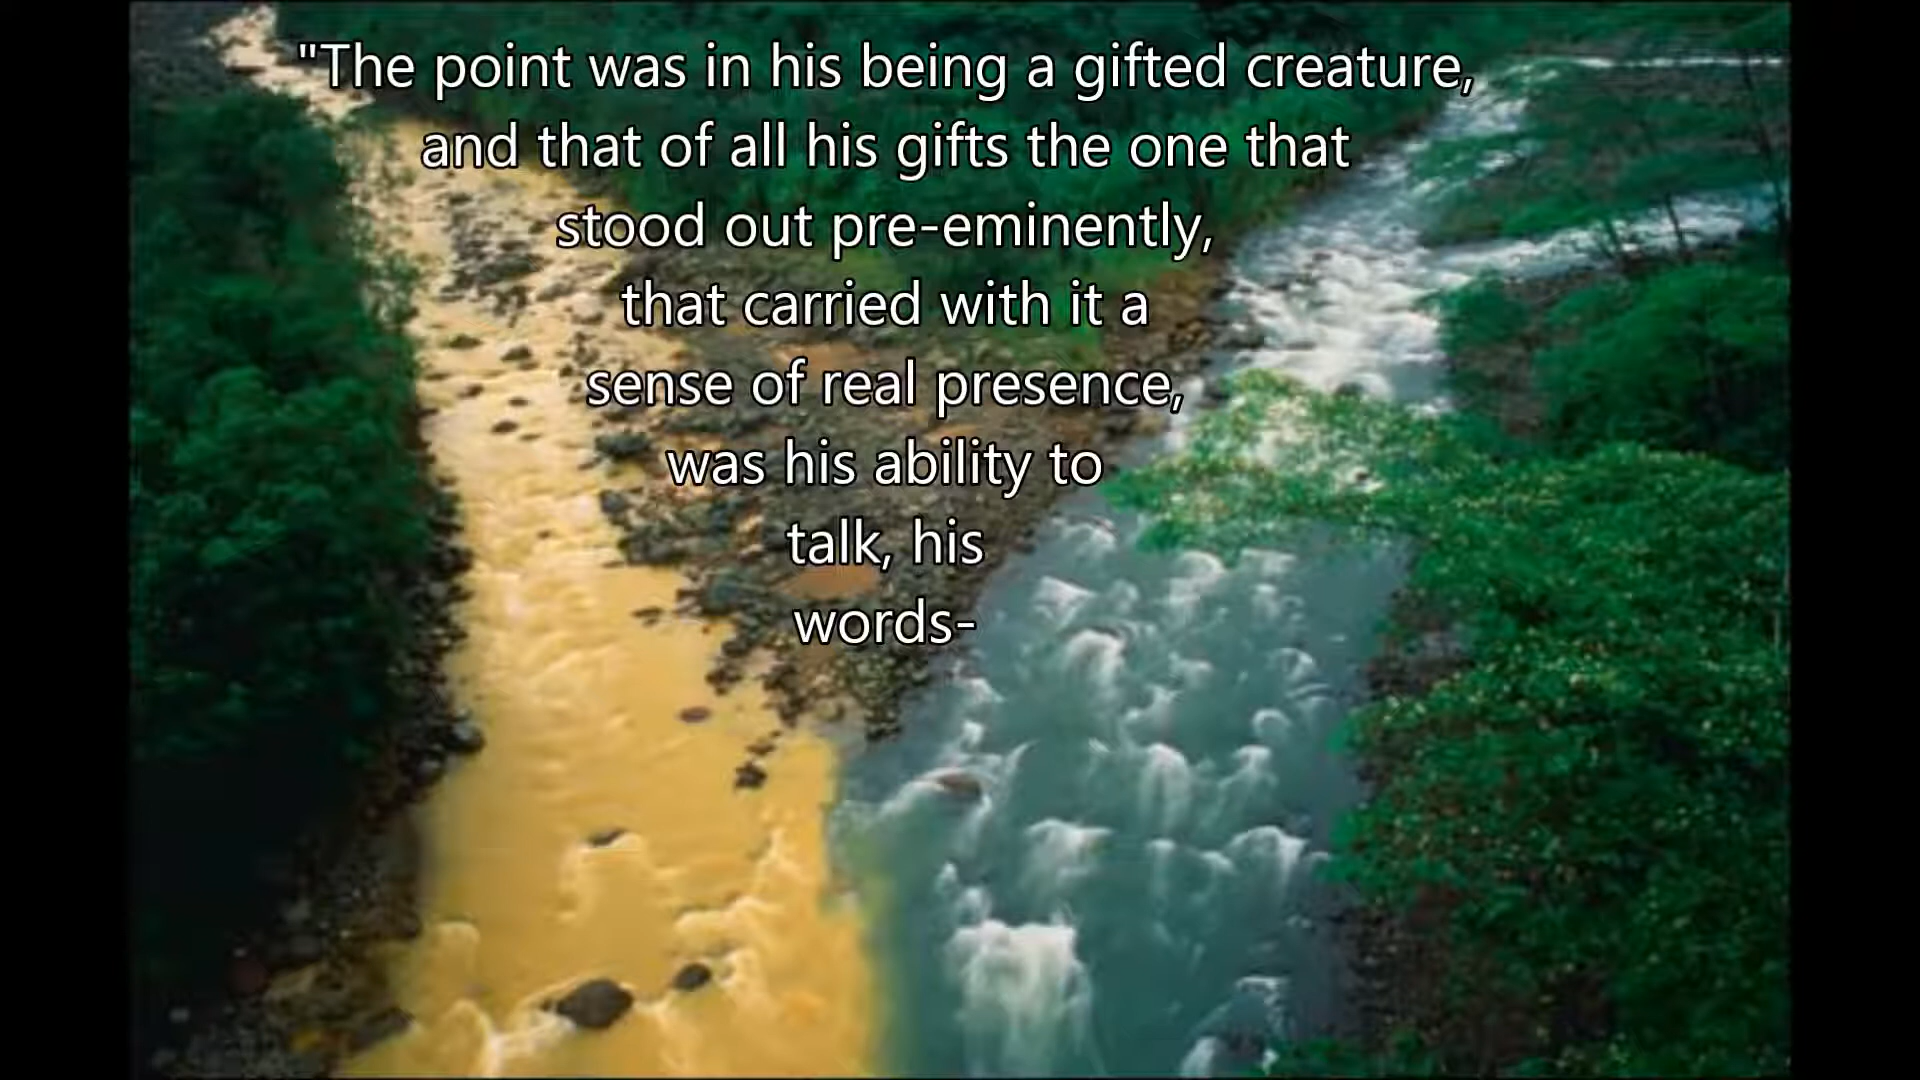 "The point was in his being a gifted creature,
and that of all his gifts the one that
stood out pre-eminently,
that carried with it a
sense of real presence,
was his ability to
talk, his
words-